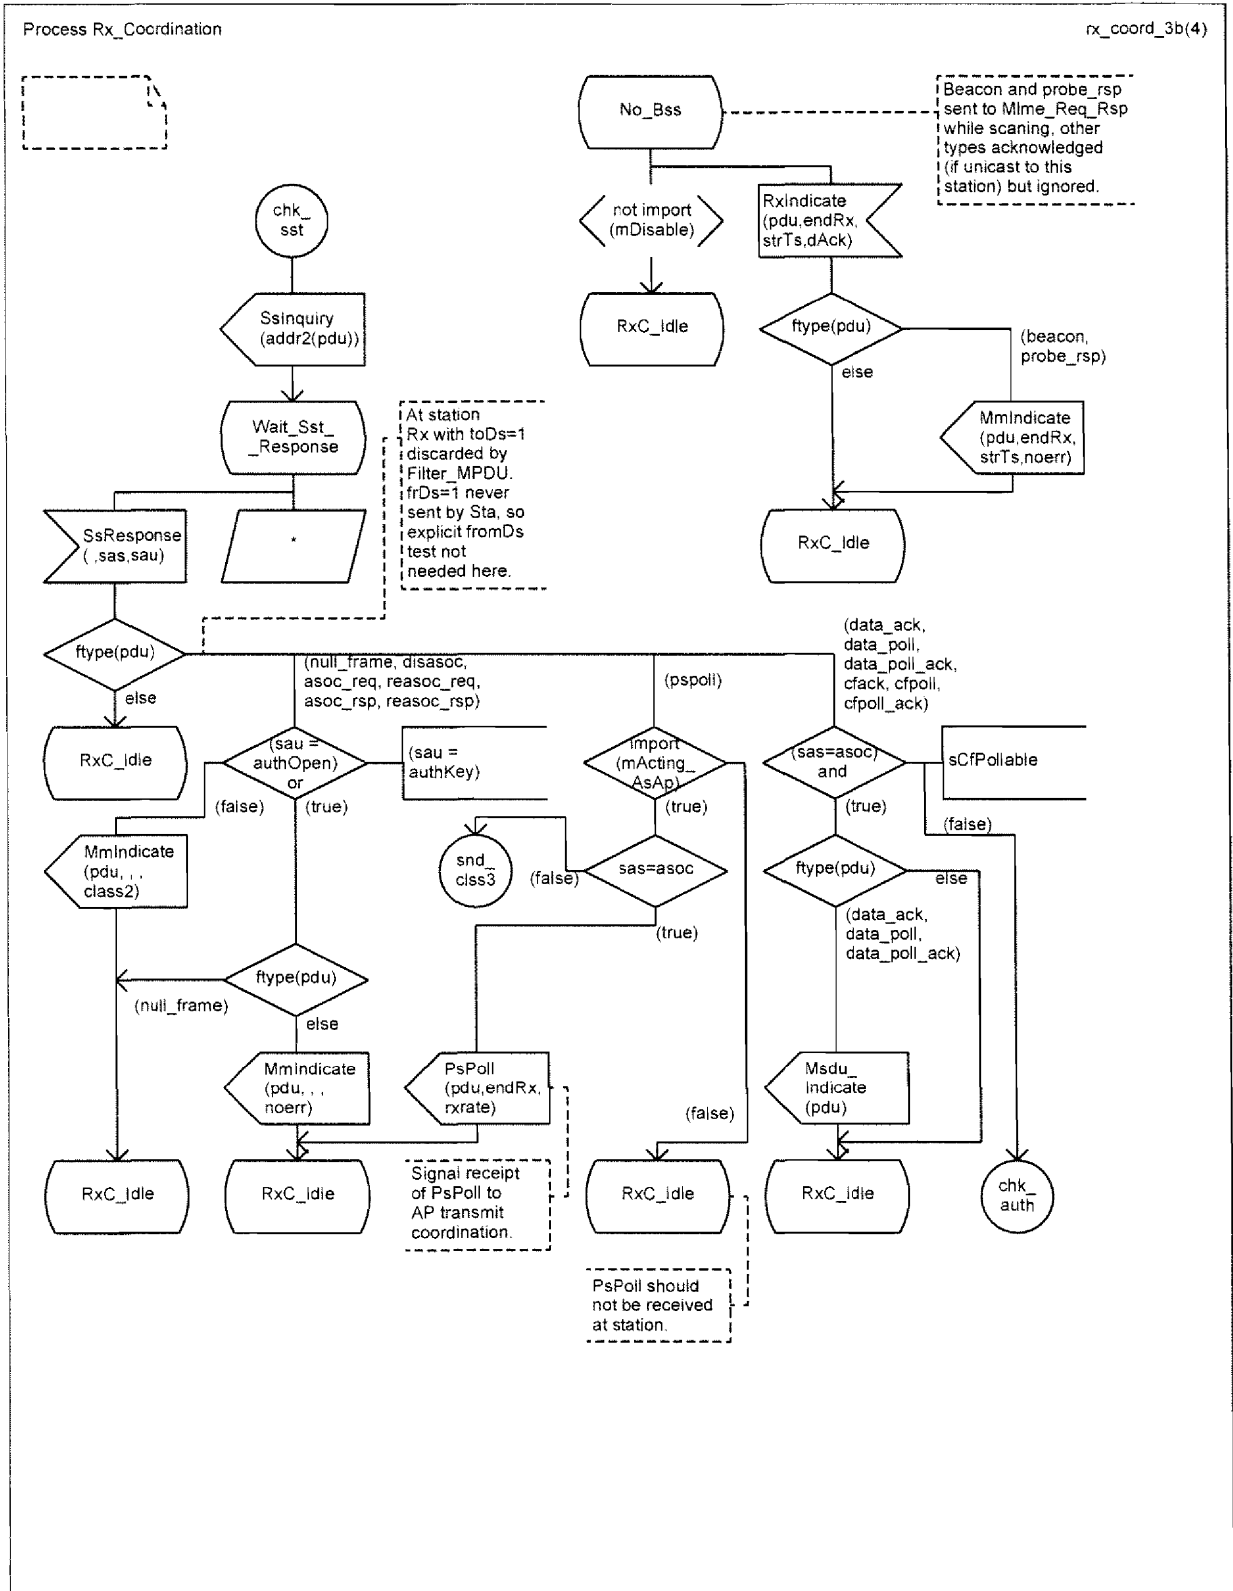 Process Rx_Coordination
rx_coord_3b(4)
No_Bss
Beacon and probe_rsp
sent to Mlme_Req_Rsp
while scaning, other
types acknowledged
(if unicast to this
station) but ignored.
chk_
sst
not import
(mDisable)
RxIndicate
(pdu,endRx,
strTs,dAck)
SsInquiry
(addr2(pdu))
RxC_Idle
ftype(pdu)
(beacon,
probe_rsp)
else
Wait_Sst_
_Response
At station
Rx with toDs=1
discarded by
Filter_MPDU.
frDs=1 never
sent by Sta, so
explicit fromDs
test not
needed here.
MmIndicate
(pdu,endRx,
strTs,noerr)
SsResponse
( ,sas,sau)
*
RxC_Idle
ftype(pdu)
else
(null_frame, disasoc,
asoc_req, reasoc_req,
asoc_rsp, reasoc_rsp)
(pspoll)
(data_ack,
data_poll,
data_poll_ack,
cfack, cfpoll,
cfpoll_ack)
RxC_Idle
(sau =
authOpen)
or
(sau =
authKey)
import
(mActing_
_AsAp)
(sas=asoc)
and
sCfPollable
(false)
(true)
(true)
(true)
(false)
MmIndicate
(pdu, , ,
class2)
snd_
clss3
(false)
sas=asoc
ftype(pdu)
else
(true)
(data_ack,
data_poll,
data_poll_ack)
ftype(pdu)
(null_frame)
else
MmIndicate
(pdu, , ,
noerr)
PsPoll
(pdu,endRx,
rxrate)
(false)
Msdu_
_Indicate
(pdu)
RxC_Idle
RxC_Idle
Signal receipt
of PsPoll to
AP transmit
coordination.
RxC_Idle
RxC_Idle
chk_
auth
PsPoll should
not be received
at station.